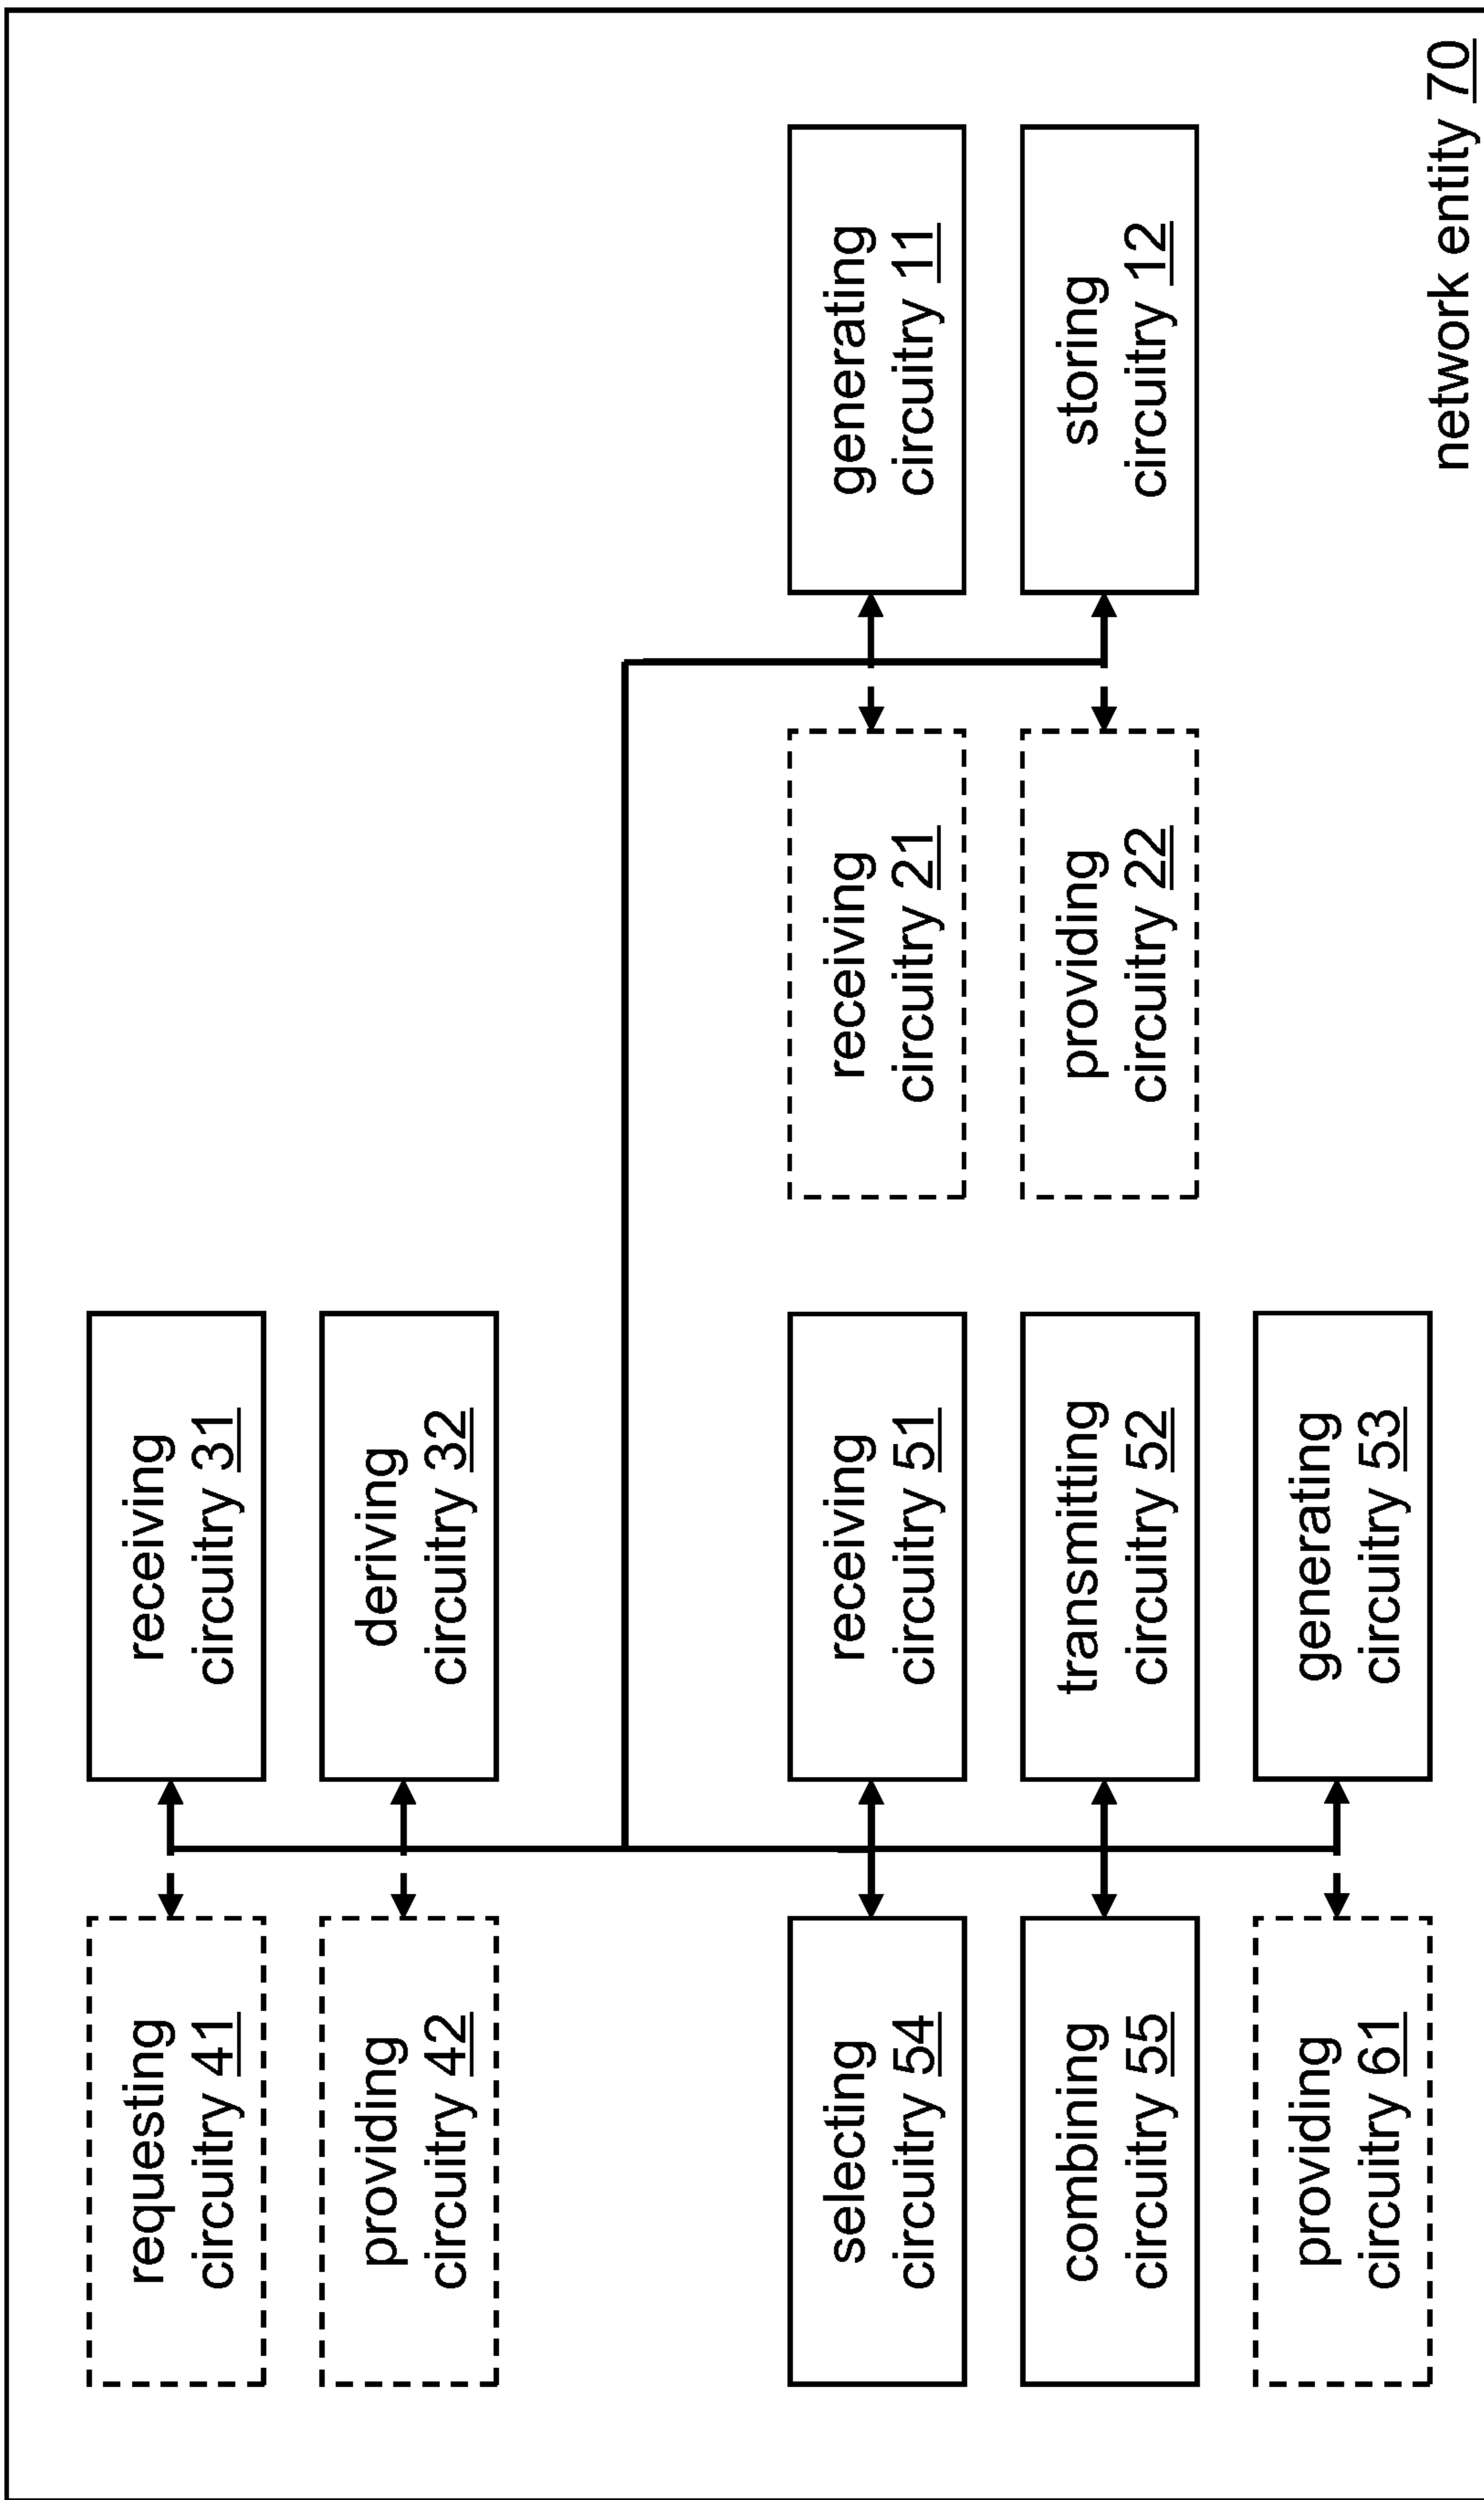 requesting
circuitry 41
receiving
circuitry 31
providing
circuitry 42
deriving
circuitry 32
selecting
circuitry 54
receiving
circuitry 51
receiving
circuitry 21
generating
circuitry 11
combining
circuitry 55
transmitting
circuitry 52
providing
circuitry 22
storing
circuitry 12
providing
circuitry 61
generating
circuitry 53
network entity 70